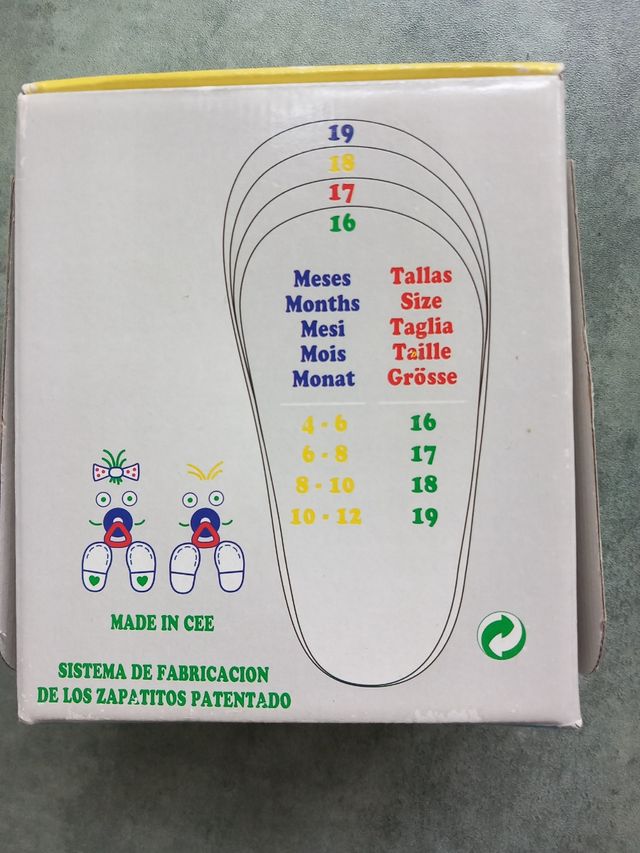 19
18
17
16
Meses Tallas
Months Size
Mesi Taglia
Mois Taille
Monat Grösse
4 - 6 16
6 - 8 17
8 - 10 18
10 - 12 19
MADE IN CEE
SISTEMA DE FABRICACION
DE LOS ZAPATITOS PATENTADO